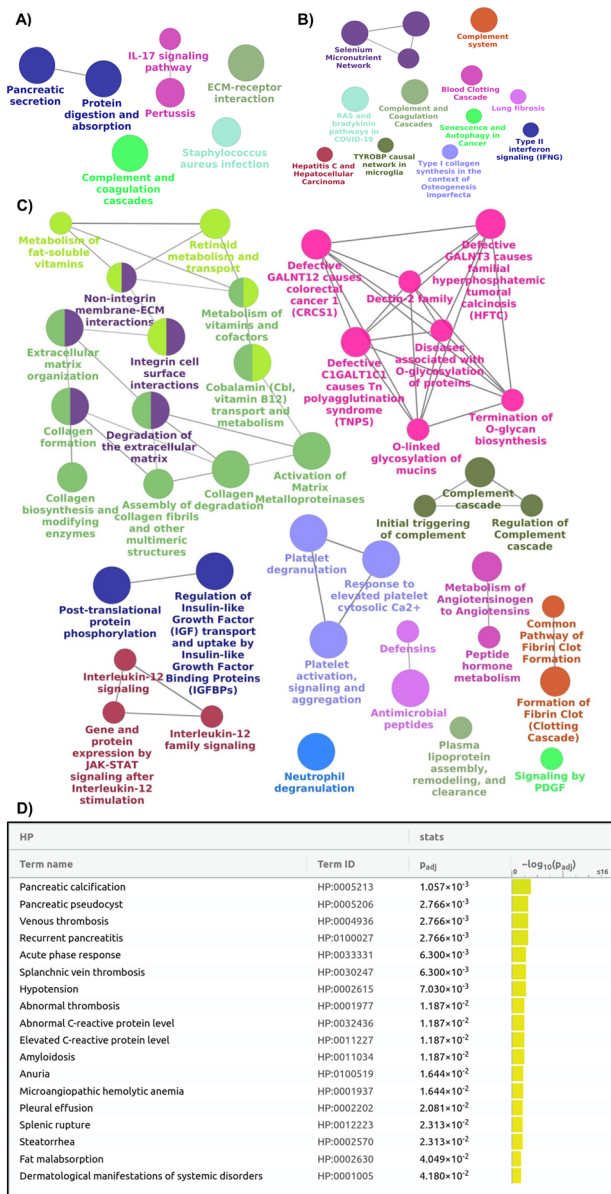 A)
Pancreatic
secretion
Protein
digestion and
absorption
IL-17 signaling
pathway
Pertussis
ECM-receptor
interaction
Complement and
coagulation cascades
Staphylococcus
aureus infection
B)
Selenium
Micronutrient
Network
Complement
system
RAS and
bradykinin
pathways in
COVID-19
Complement and
Coagulation Cascades
Blood Clotting
Cascade
Lung fibrosis
Senescence and
Autophagy in
Cancer
Type II
interferon
signaling (IFNG)
Hepatitis C and
Hepatocellular
Carcinoma
TYROBP causal
network in
microglia
Type I collagen
synthesis in the
context of
Osteogenesis
imperfecta
C)
Metabolism of
fat-soluble
vitamins
Retinoid
metabolism and
transport
Non-integrin
membrane-ECM
interactions
Metabolism of
vitamins and
cofactors
Extracellular
matrix
organization
Integrin cell
surface
interactions
Cobalamin (Cbl,
vitamin B12)
transport and
metabolism
Collagen
formation
Degradation of
the extracellular
matrix
Collagen
biosynthesis and
modifying
enzymes
Assembly of
collagen fibrils
and other
multimeric
structures
Collagen
degradation
Activation of
Matrix
Metalloproteinases
Defective
GALNT12 causes
colorectal
cancer 1
(CRCS1)
Defective
GALNT3 causes
familial
hyperphosphatemic
tumoral
calcinosis
(HFTC)
Dectin-2 family
Defective
C1GALT1C1
causes Tn
polyagglutination
syndrome
(TNPS)
Diseases
associated with
O-glycosylation
of proteins
Termination of
O-glycan
biosynthesis
O-linked
glycosylation of
mucins
Complement
cascade
Initial triggering
of complement
Regulation of
Complement
cascade
Post-translational
protein
phosphorylation
Regulation of
Insulin-like
Growth Factor
(IGF) transport
and uptake by
Insulin-like
Growth Factor
Binding Proteins
(IGFBPs)
Platelet
degranulation
Response to
elevated platelet
cytosolic Ca2+
Platelet
activation,
signaling and
aggregation
Metabolism of
Angiotensinogen
to Angiotensins
Peptide
hormone
metabolism
Common
Pathway of
Fibrin Clot
Formation
Formation of
Fibrin Clot
(Clotting
Cascade)
Defensins
Antimicrobial
peptides
Interleukin-12
signaling
Gene and
protein
expression by
JAK-STAT
signaling after
Interleukin-12
stimulation
Interleukin-12
family signaling
Neutrophil
degranulation
Plasma
lipoprotein
assembly,
remodeling, and
clearance
Signaling by
PDGF
D)
HP stats
Term name Term ID padj −log10(padj)
0 ≤16
Pancreatic calcification HP:0005213 1.057×10-3
Pancreatic pseudocyst HP:0005206 2.766×10-3
Venous thrombosis HP:0004936 2.766×10-3
Recurrent pancreatitis HP:0100027 2.766×10-3
Acute phase response HP:0033331 6.300×10-3
Splanchnic vein thrombosis HP:0030247 6.300×10-3
Hypotension HP:0002615 7.030×10-3
Abnormal thrombosis HP:0001977 1.187×10-2
Abnormal C-reactive protein level HP:0032436 1.187×10-2
Elevated C-reactive protein level HP:0011227 1.187×10-2
Amyloidosis HP:0011034 1.187×10-2
Anuria HP:0100519 1.644×10-2
Microangiopathic hemolytic anemia HP:0001937 1.644×10-2
Pleural effusion HP:0002202 2.081×10-2
Splenic rupture HP:0012223 2.313×10-2
Steatorrhea HP:0002570 2.313×10-2
Fat malabsorption HP:0002630 4.049×10-2
Dermatological manifestations of systemic disorders HP:0001005 4.180×10-2